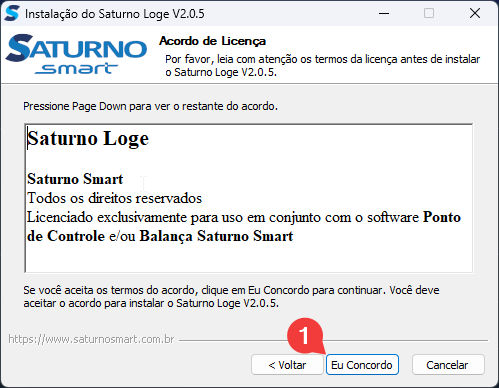 Instalação do Saturno Loge V2.0.5
SATURNO
smart
Acordo de Licença
Por favor, leia com atenção os termos da licença antes de instalar
o Saturno Loge V2.0.5.
Pressione Page Down para ver o restante do acordo.
Saturno Loge
Saturno Smart
Todos os direitos reservados
Licenciado exclusivamente para uso em conjunto com o software Ponto
de Controle e/ou Balança Saturno Smart
Se você aceita os termos do acordo, clique em Eu Concordo para continuar. Você deve
aceitar o acordo para instalar o Saturno Loge V2.0.5.
https://www.saturnosmart.com.br
1
< Voltar
Eu Concordo
Cancelar